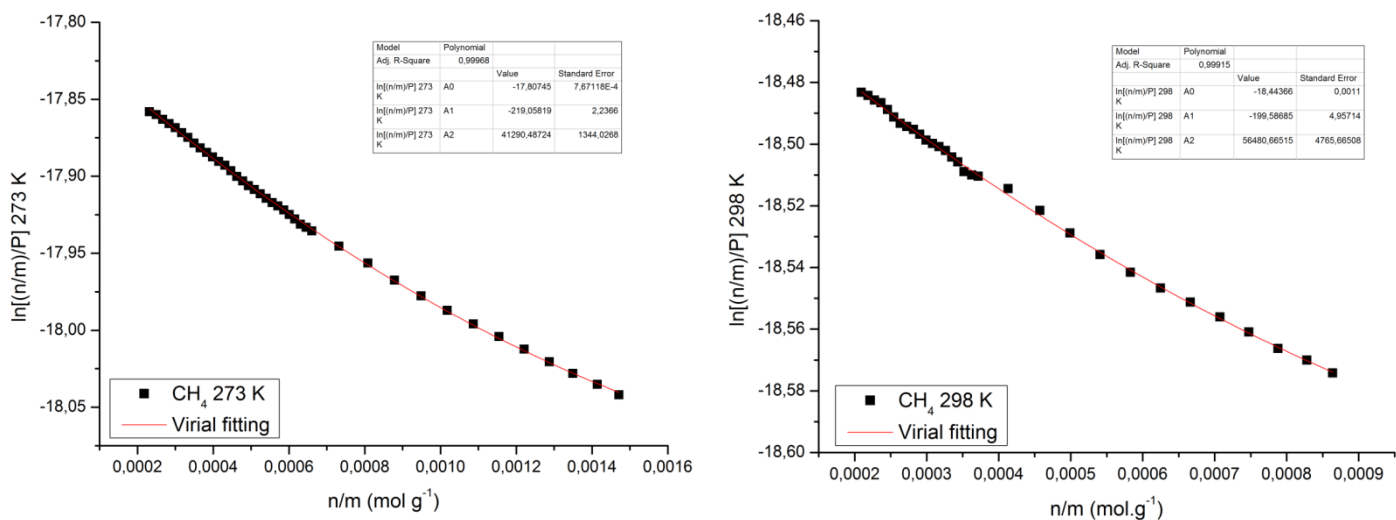 -17,80
-17,85
-17,90
-17,95
-18,00
-18,05
ln[(n/m)/P] 273 K
Model Polynomial
Adj. R-Square 0,99968
Value Standard Error
ln[(n/m)/P] 273 K A0 -17,80745 7,67118E-4
ln[(n/m)/P] 273 K A1 -219,05819 2,2366
ln[(n/m)/P] 273 K A2 41290,48724 1344,0268
CH4 273 K
Virial fitting
0,0002 0,0004 0,0006 0,0008 0,0010 0,0012 0,0014 0,0016
n/m (mol g-1)
-18,46
-18,48
-18,50
-18,52
-18,54
-18,56
-18,58
-18,60
ln[(n/m)/P] 298 K
Model Polynomial
Adj. R-Square 0,99915
Value Standard Error
ln[(n/m)/P] 298 K A0 -18,44366 0,0011
ln[(n/m)/P] 298 K A1 -199,58685 4,95714
ln[(n/m)/P] 298 K A2 56480,66515 4765,66508
CH4 298 K
Virial fitting
0,0002 0,0003 0,0004 0,0005 0,0006 0,0007 0,0008 0,0009
n/m (mol.g-1)